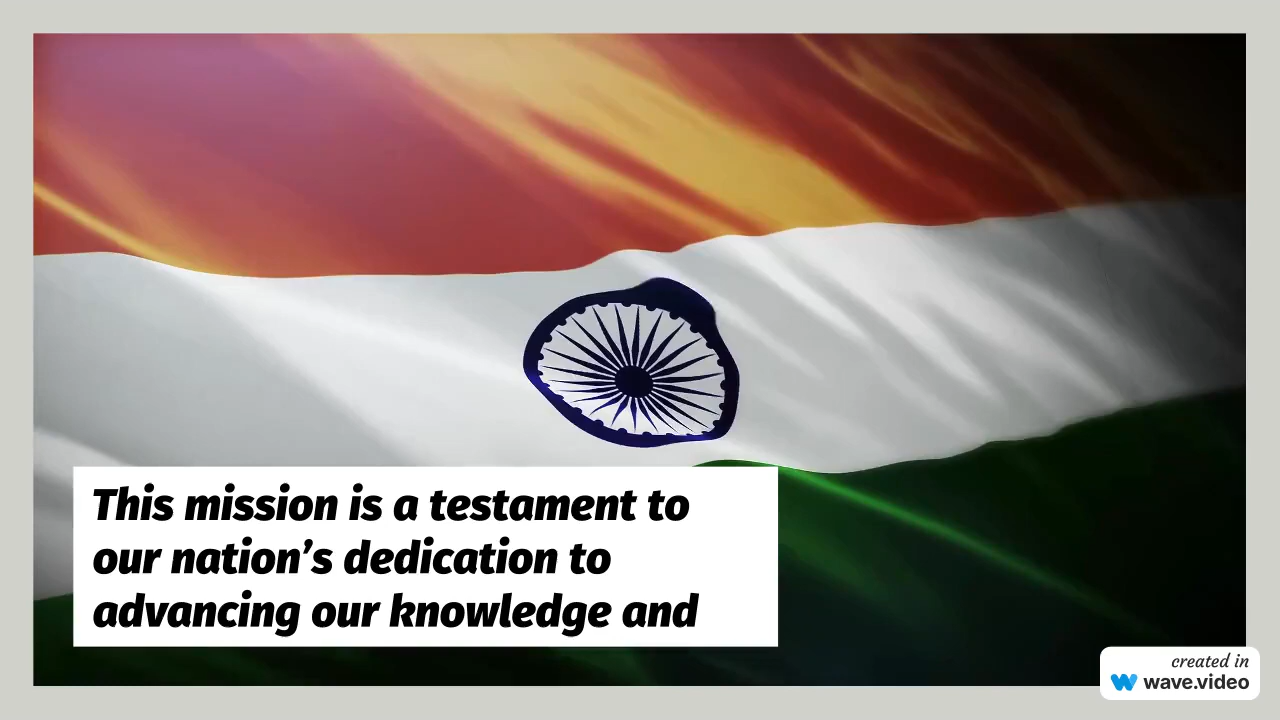 This mission is a testament to
our nation’s dedication to
advancing our knowledge and
created in
wave.video